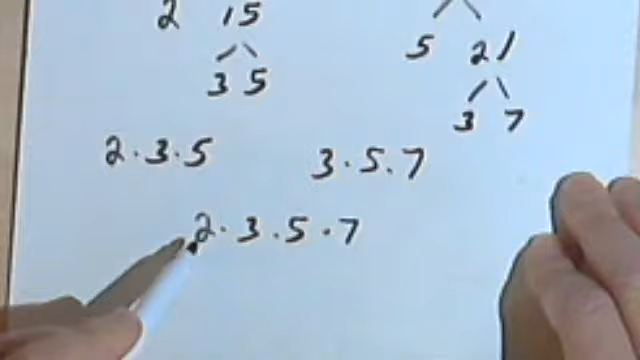 2 15
5 21
3 5
3 7
2 · 3 · 5
3 · 5 · 7
2 · 3 · 5 · 7